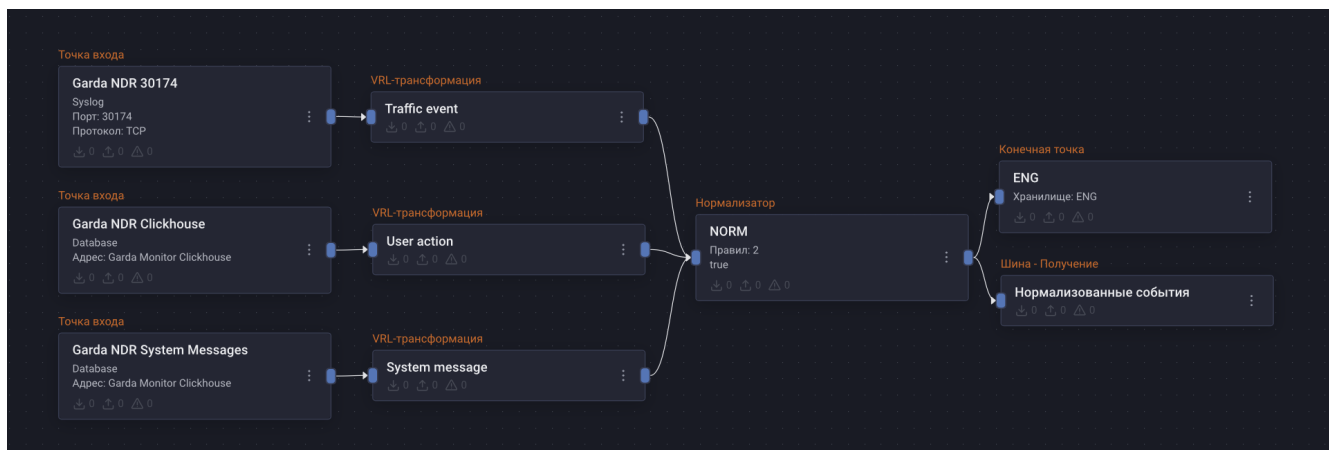 Точка входа
Garda NDR 30174
Syslog
Порт: 30174
Протокол: TCP
0 0 0
VRL-трансформация
Traffic event
0 0 0
Точка входа
Garda NDR Clickhouse
Database
Адрес: Garda Monitor Clickhouse
0 0 0
VRL-трансформация
User action
0 0 0
Точка входа
Garda NDR System Messages
Database
Адрес: Garda Monitor Clickhouse
0 0 0
VRL-трансформация
System message
0 0 0
Нормализатор
NORM
Правил: 2
true
0 0 0
Конечная точка
ENG
Хранилище: ENG
0 0 0
Шина - Получение
Нормализованные события
0 0 0